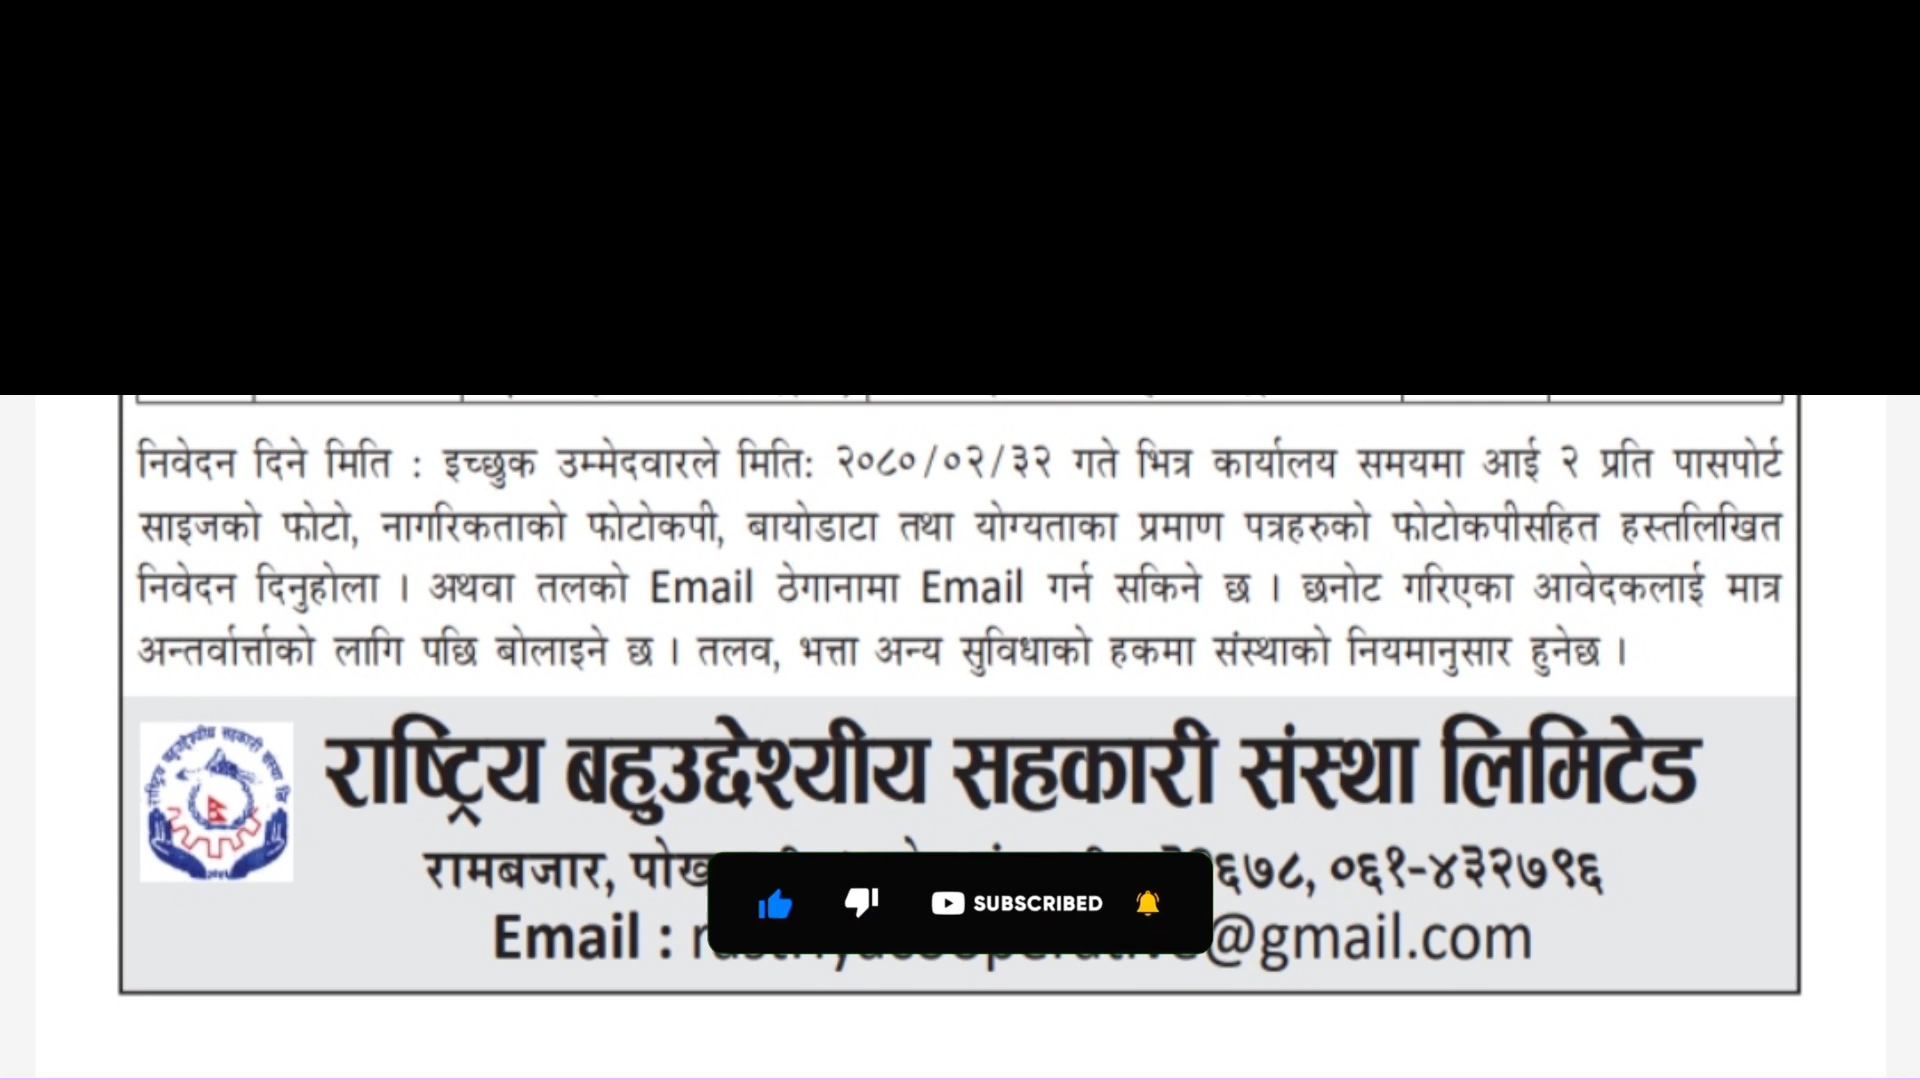 निवेदन दिने मिति : इच्छुक उम्मेदवारले मिति: २०८०/०२/३२ गते भित्र कार्यालय समयमा आई २ प्रति पासपोर्ट
साइजको फोटो, नागरिकताको फोटोकपी, बायोडाटा तथा योग्यताका प्रमाण पत्रहरुको फोटोकपीसहित हस्तलिखित
निवेदन दिनुहोला । अथवा तलको Email ठेगानामा Email गर्न सकिने छ । छनोट गरिएका आवेदकलाई मात्र
अन्तर्वार्त्ताको लागि पछि बोलाइने छ । तलव, भत्ता अन्य सुविधाको हकमा संस्थाको नियमानुसार हुनेछ ।
राष्ट्रिय बहुउद्देश्यीय सहकारी संस्था लिमिटेड
राष्ट्रिय बहुउद्देश्यीय सहकारी संस्था लि
रामबजार, ६७८, ०६१-४३२७९६
SUBSCRIBED
Email : @gmail.com